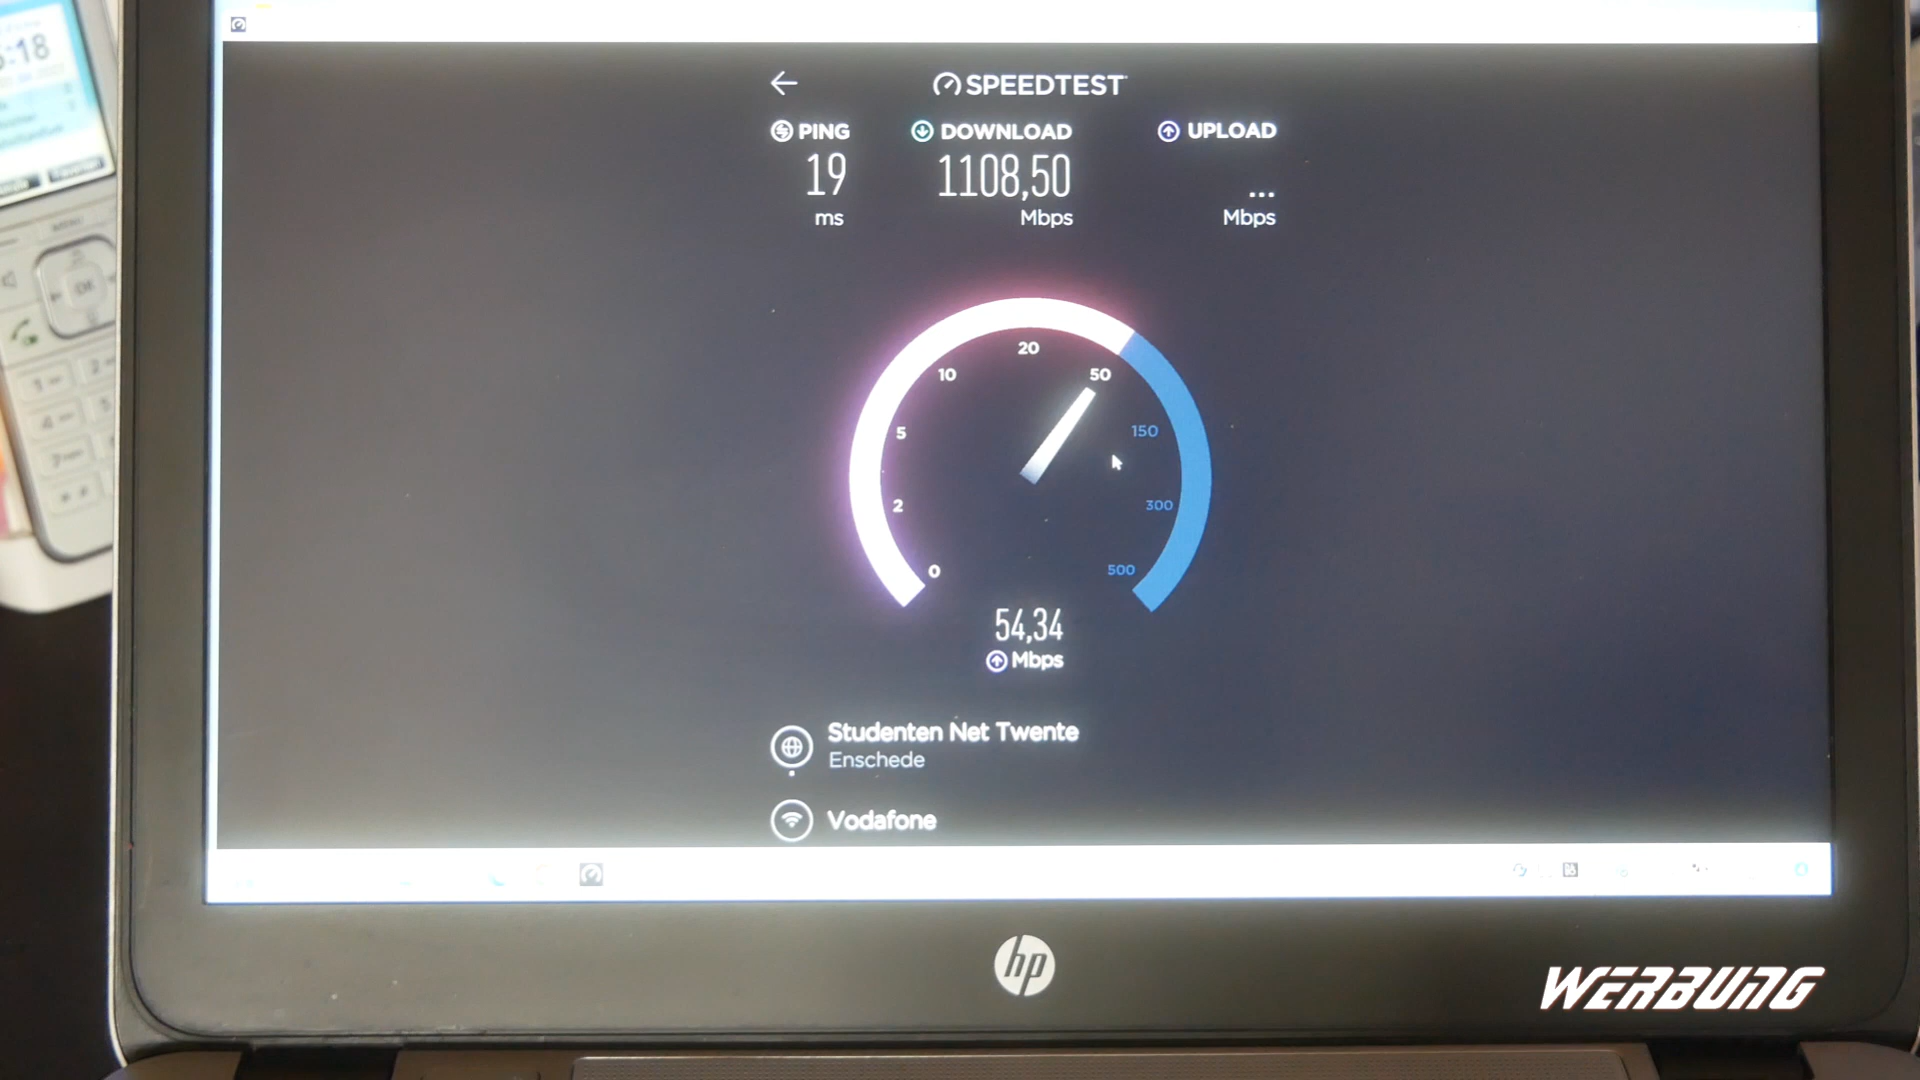 SPEEDTEST
PING
19
ms
DOWNLOAD
1108,50
Mbps
UPLOAD
...
Mbps
0
2
5
10
20
50
150
300
500
54,34
Mbps
Studenten Net Twente
Enschede
Vodafone
hp
WERBUNG